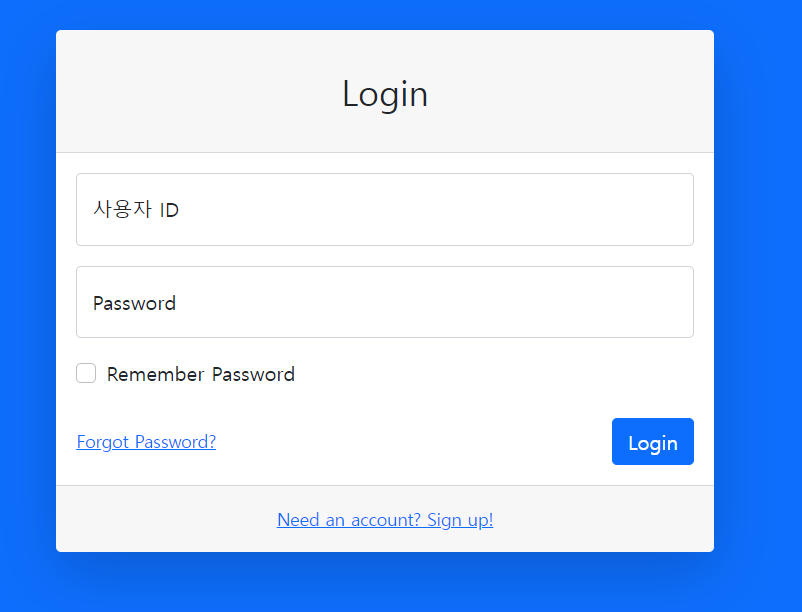 Login
사용자 ID
Password
Remember Password
Forgot Password?
Login
Need an account? Sign up!